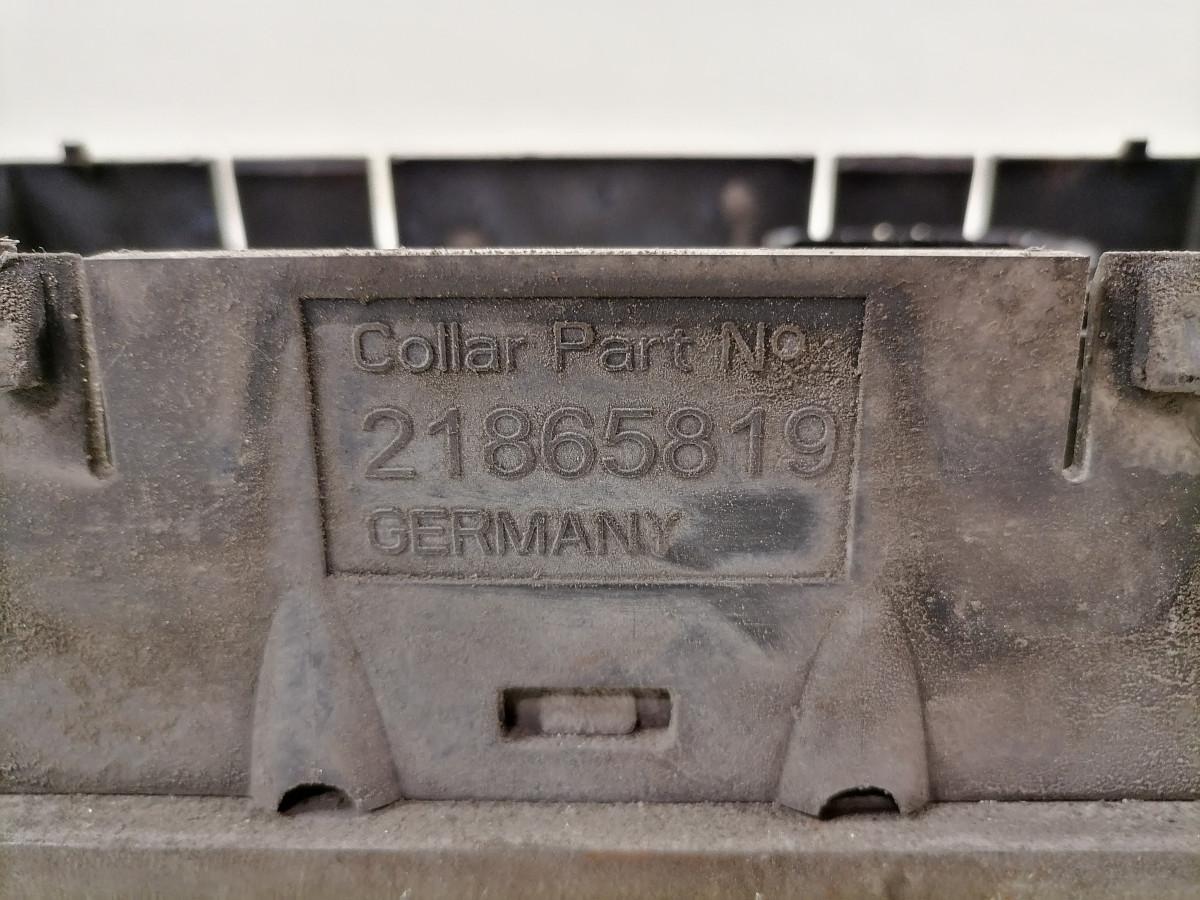 Collar Part Nº:
21865819
GERMANY